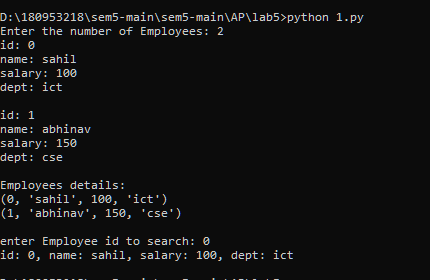 D:\180953218\sem5-main\sem5-main\AP\lab5>python 1.py
Enter the number of Employees: 2
id: 0
name: sahil
salary: 100
dept: ict
id: 1
name: abhinav
salary: 150
dept: cse
Employees details:
(0, 'sahil', 100, 'ict')
(1, 'abhinav', 150, 'cse')
enter Employee id to search: 0
id: 0, name: sahil, salary: 100, dept: ict